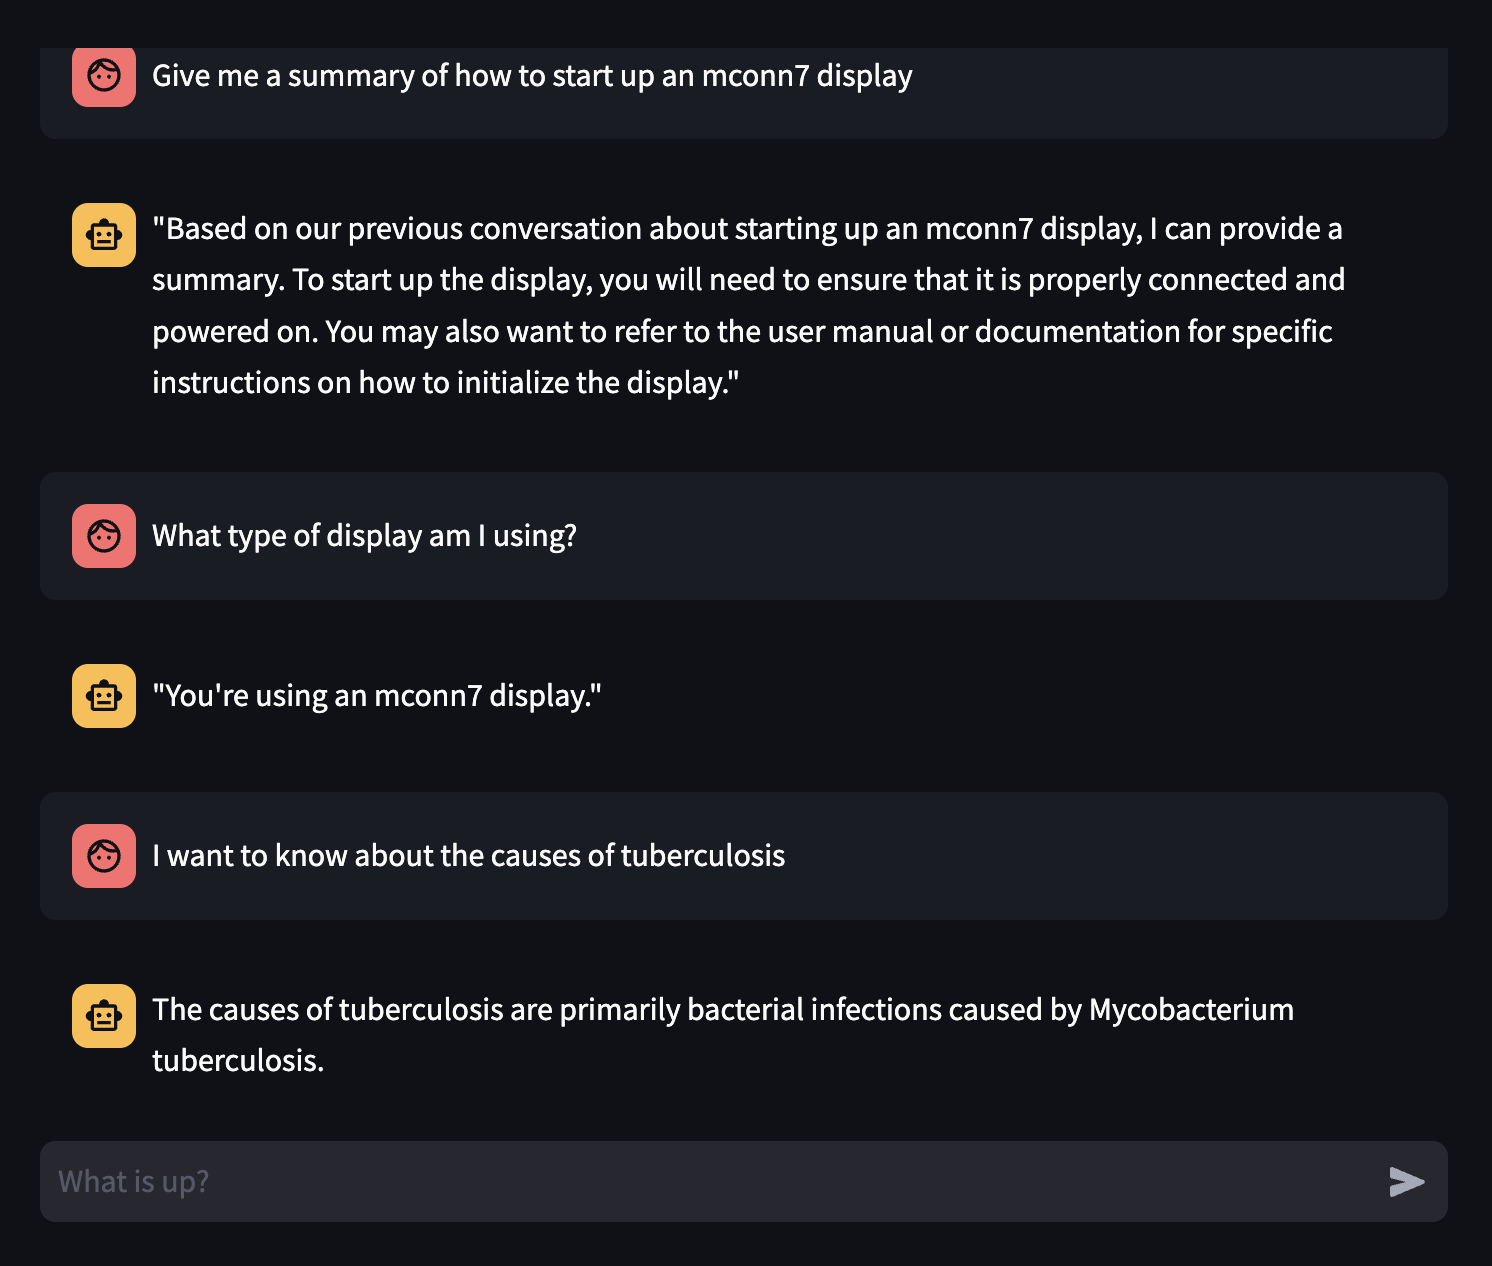 Give me a summary of how to start up an mconn7 display
"Based on our previous conversation about starting up an mconn7 display, I can provide a
summary. To start up the display, you will need to ensure that it is properly connected and
powered on. You may also want to refer to the user manual or documentation for specific
instructions on how to initialize the display."
What type of display am I using?
"You're using an mconn7 display."
I want to know about the causes of tuberculosis
The causes of tuberculosis are primarily bacterial infections caused by Mycobacterium
tuberculosis.
What is up?